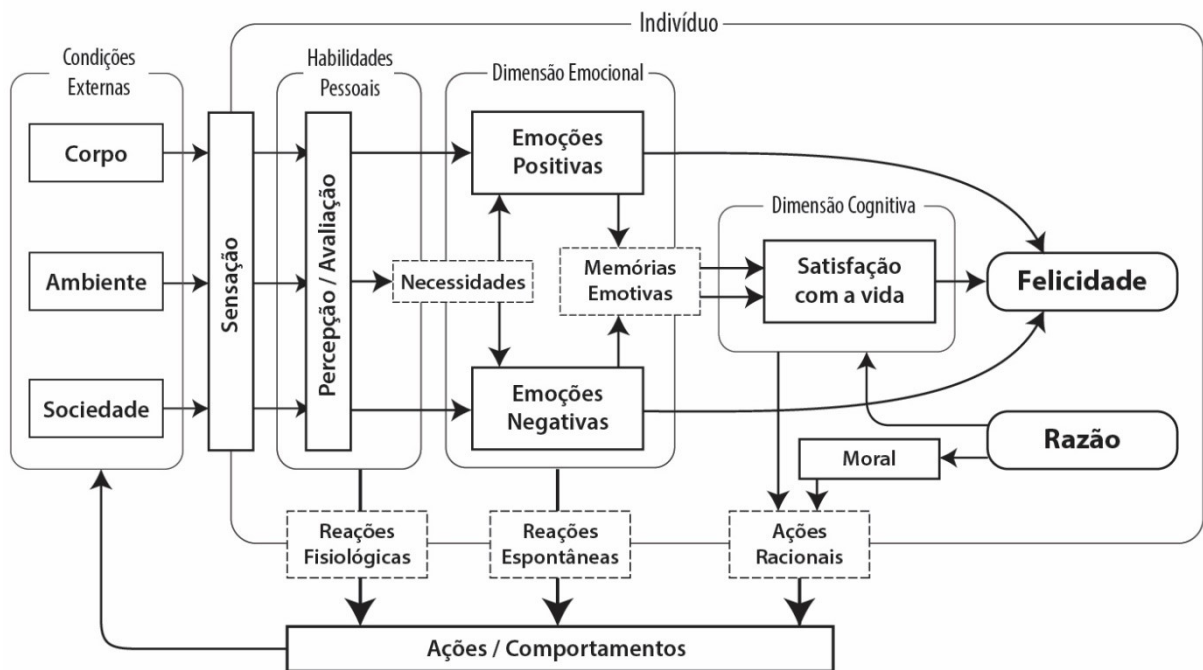 Indivíduo
Condições
Externas
Corpo
Ambiente
Sociedade
Sensação
Habilidades
Pessoais
Percepção / Avaliação
Necessidades
Dimensão Emocional
Emoções
Positivas
Memórias
Emotivas
Emoções
Negativas
Dimensão Cognitiva
Satisfação
com a vida
Felicidade
Razão
Moral
Reações
Fisiológicas
Reações
Espontâneas
Ações
Racionais
Ações / Comportamentos